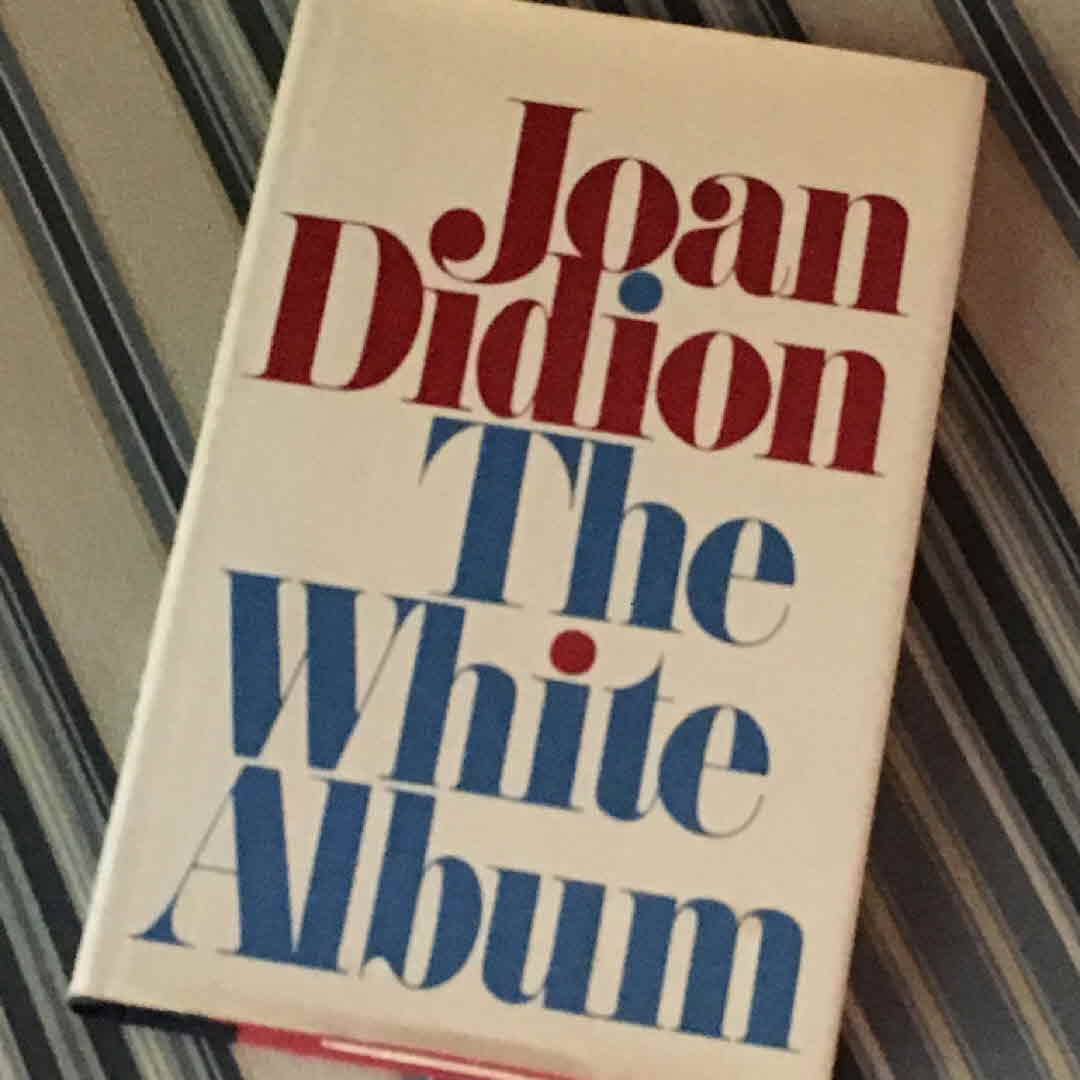 Joan
Didion
The
White
Album